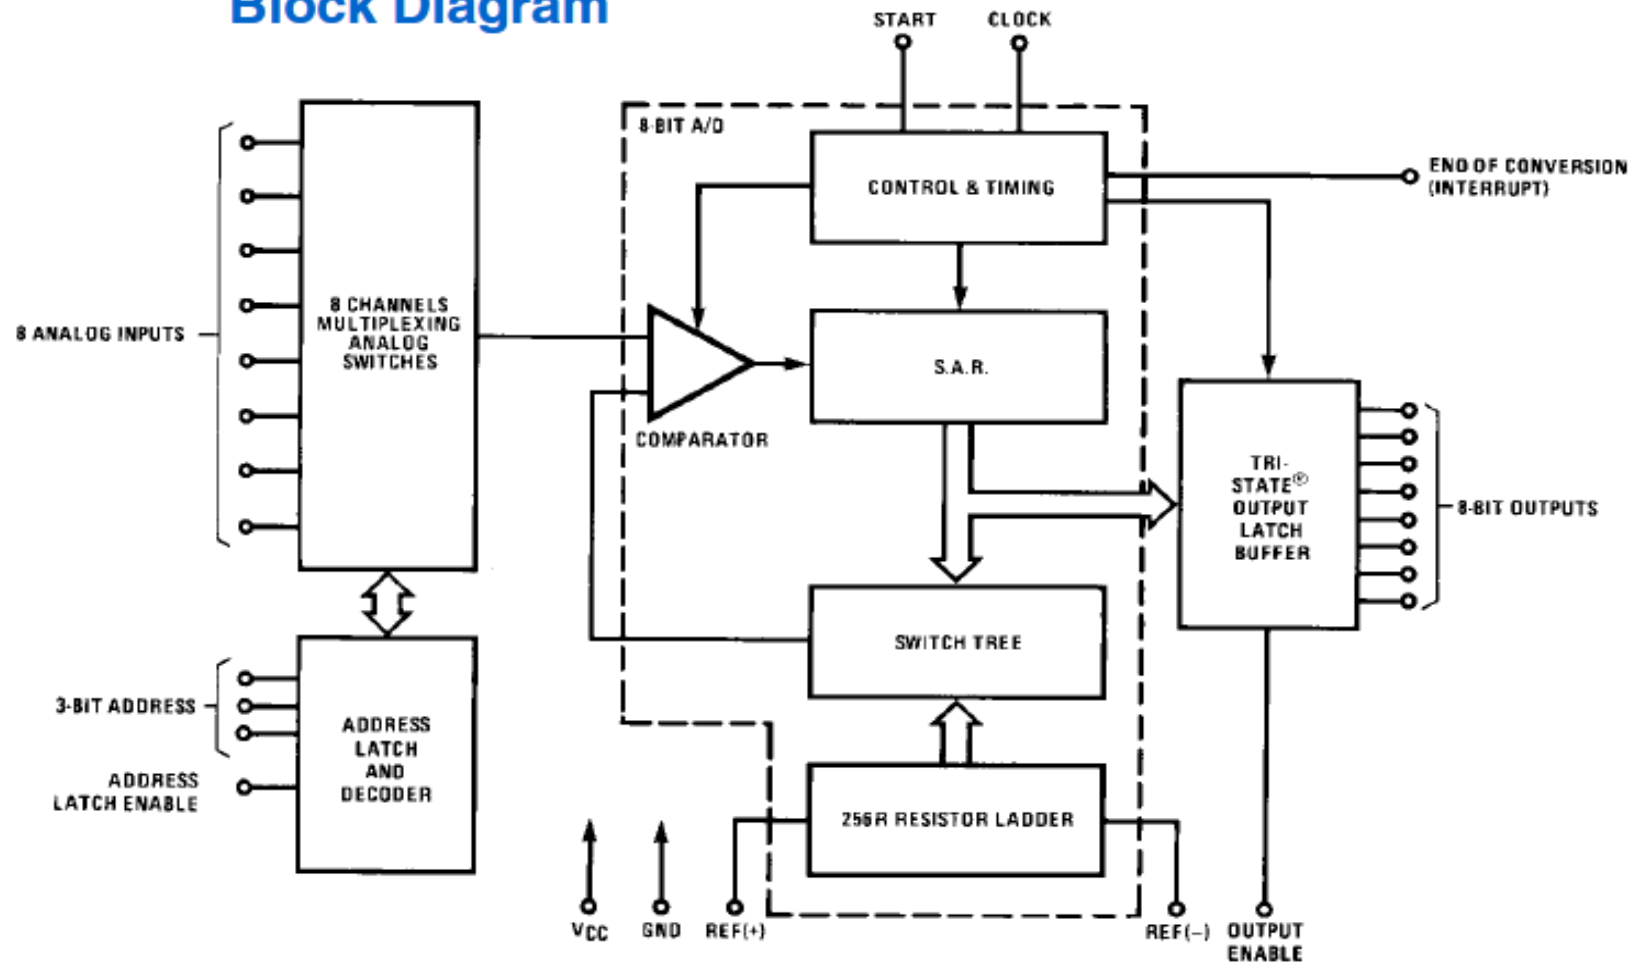 Block Diagram
START
CLOCK
8-BIT A/D
CONTROL & TIMING
END OF CONVERSION
(INTERRUPT)
8 ANALOG INPUTS
8 CHANNELS
MULTIPLEXING
ANALOG
SWITCHES
S.A.R.
COMPARATOR
TRI-
STATE®
OUTPUT
LATCH
BUFFER
8-BIT OUTPUTS
SWITCH TREE
3-BIT ADDRESS
ADDRESS
LATCH ENABLE
ADDRESS
LATCH
AND
DECODER
256R RESISTOR LADDER
VCC
GND
REF(+)
REF(−)
OUTPUT
ENABLE